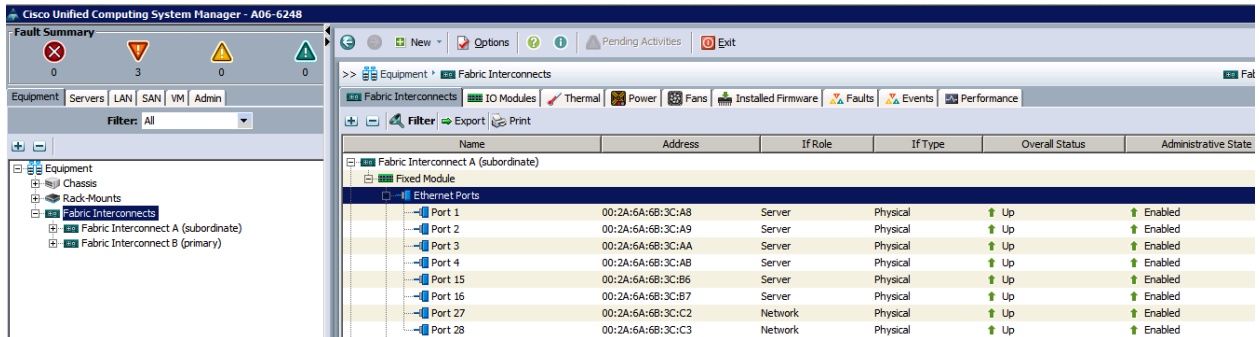 Cisco Unified Computing System Manager - A06-6248
Fault Summary
0 3 0 0
New Options Pending Activities Exit
>> Equipment Fabric Interconnects Fab
Equipment Servers LAN SAN VM Admin
Filter: All
Equipment
Chassis
Rack-Mounts
Fabric Interconnects
Fabric Interconnect A (subordinate)
Fabric Interconnect B (primary)
Fabric Interconnects IO Modules Thermal Power Fans Installed Firmware Faults Events Performance
Filter Export Print
Name Address If Role If Type Overall Status Administrative State
Fabric Interconnect A (subordinate)
Fixed Module
Ethernet Ports
Port 1 00:2A:6A:6B:3C:A8 Server Physical Up Enabled
Port 2 00:2A:6A:6B:3C:A9 Server Physical Up Enabled
Port 3 00:2A:6A:6B:3C:AA Server Physical Up Enabled
Port 4 00:2A:6A:6B:3C:AB Server Physical Up Enabled
Port 15 00:2A:6A:6B:3C:B6 Server Physical Up Enabled
Port 16 00:2A:6A:6B:3C:B7 Server Physical Up Enabled
Port 27 00:2A:6A:6B:3C:C2 Network Physical Up Enabled
Port 28 00:2A:6A:6B:3C:C3 Network Physical Up Enabled